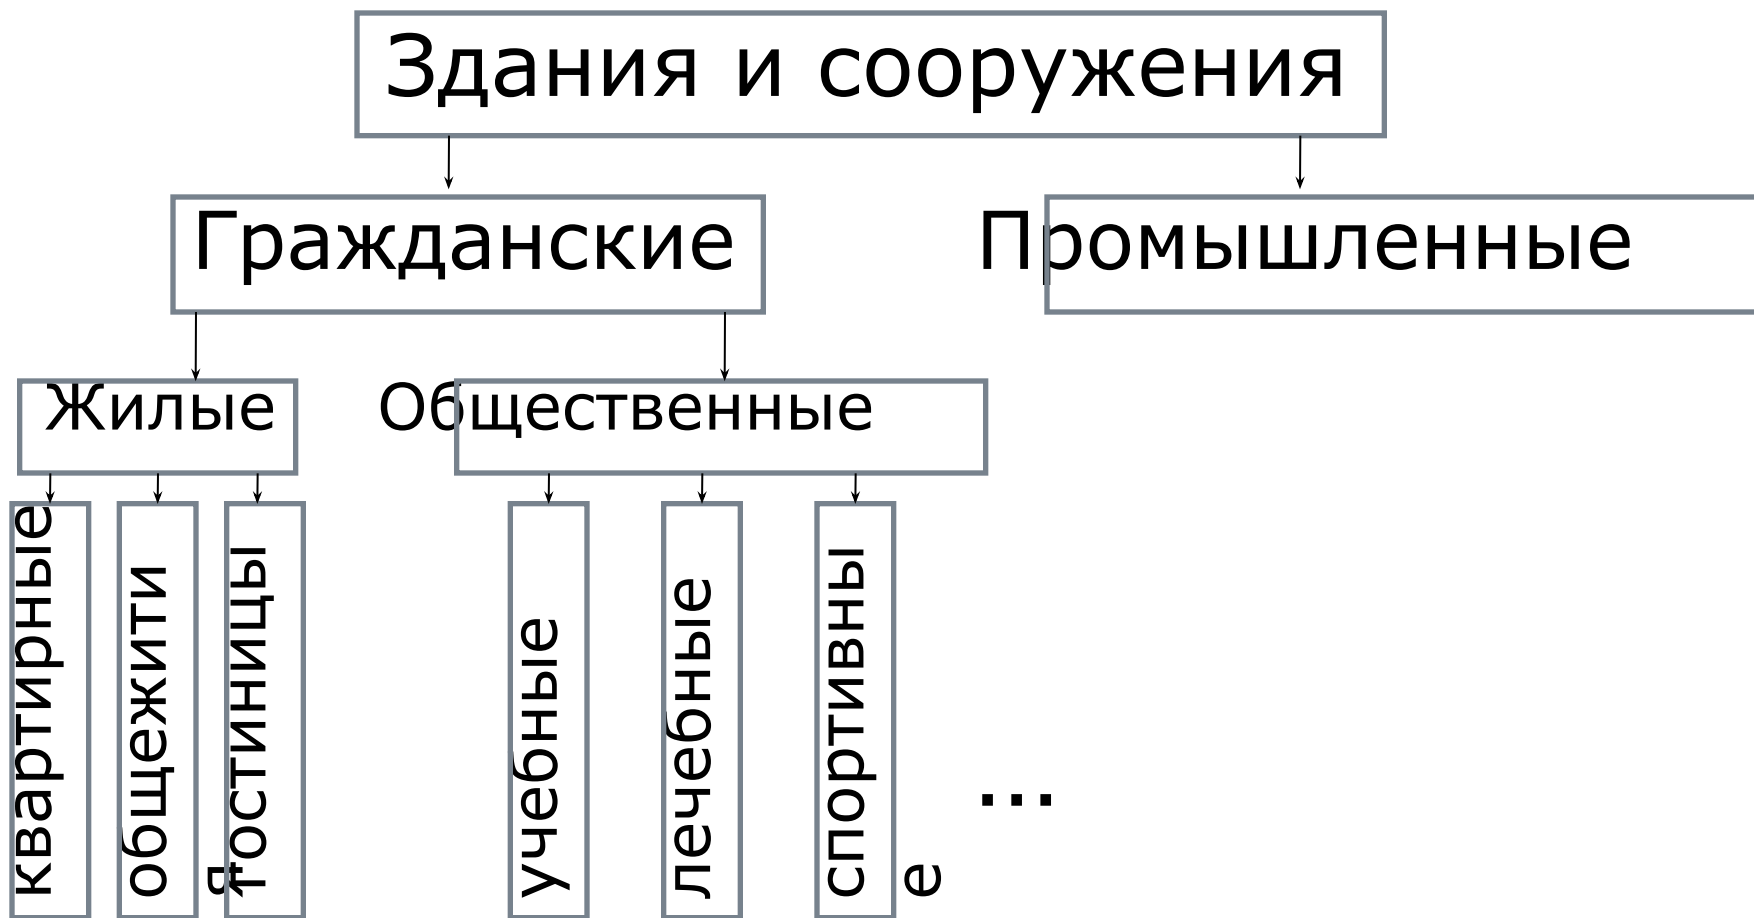 Здания и сооружения
Гражданские
Промышленные
Жилые
Общественные
квартирные
общежити
я
гостиницы
учебные
лечебные
спортивны
е
...